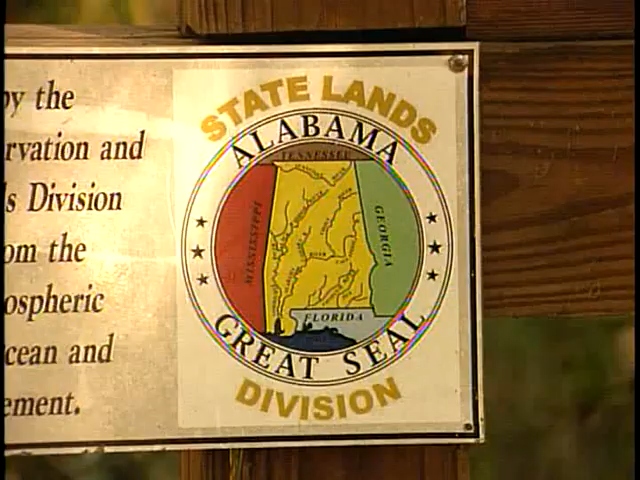 by the
rvation and
s Division
om the
ospheric
cean and
ement.
STATE LANDS
ALABAMA
TENNESSEE
MISSISSIPPI
GEORGIA
FLORIDA
GREAT SEAL
DIVISION